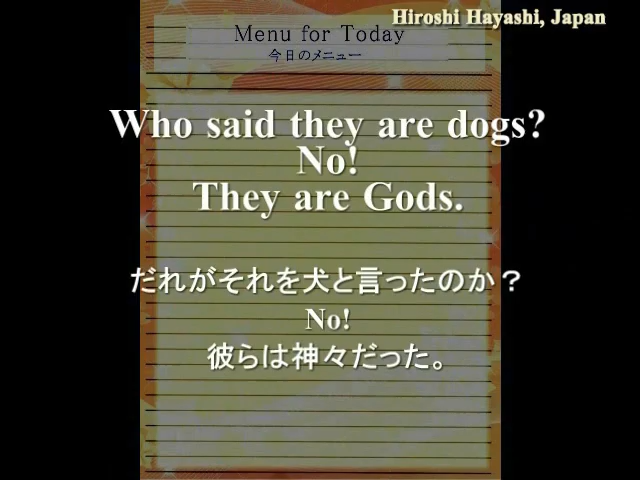 Hiroshi Hayashi, Japan
Menu for Today
今日のメニュー
Who said they are dogs?
No!
They are Gods.
だれがそれを犬と言ったのか？
No!
彼らは神々だった。